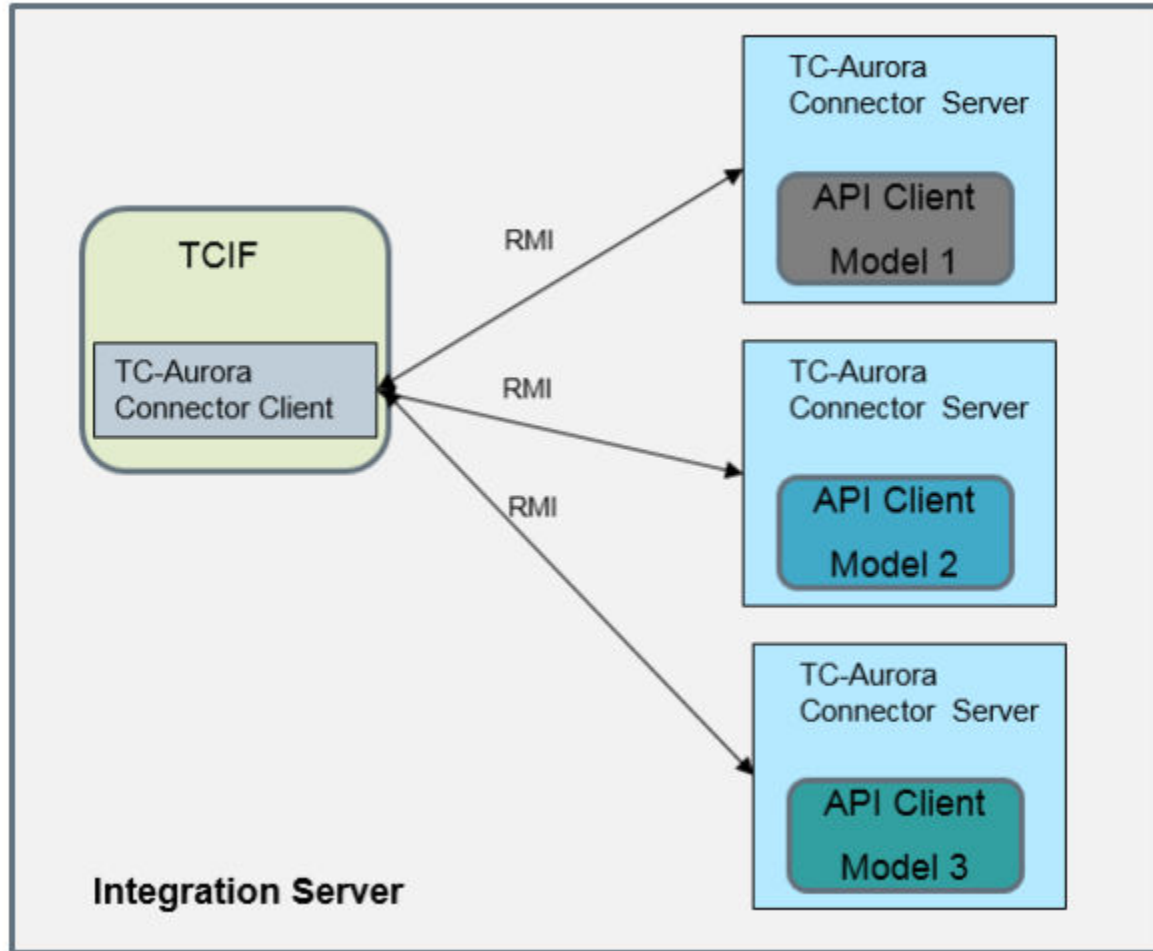 TCIF
TC-Aurora
Connector Client
RMI
RMI
RMI
TC-Aurora
Connector Server
API Client
Model 1
TC-Aurora
Connector Server
API Client
Model 2
TC-Aurora
Connector Server
API Client
Model 3
Integration Server